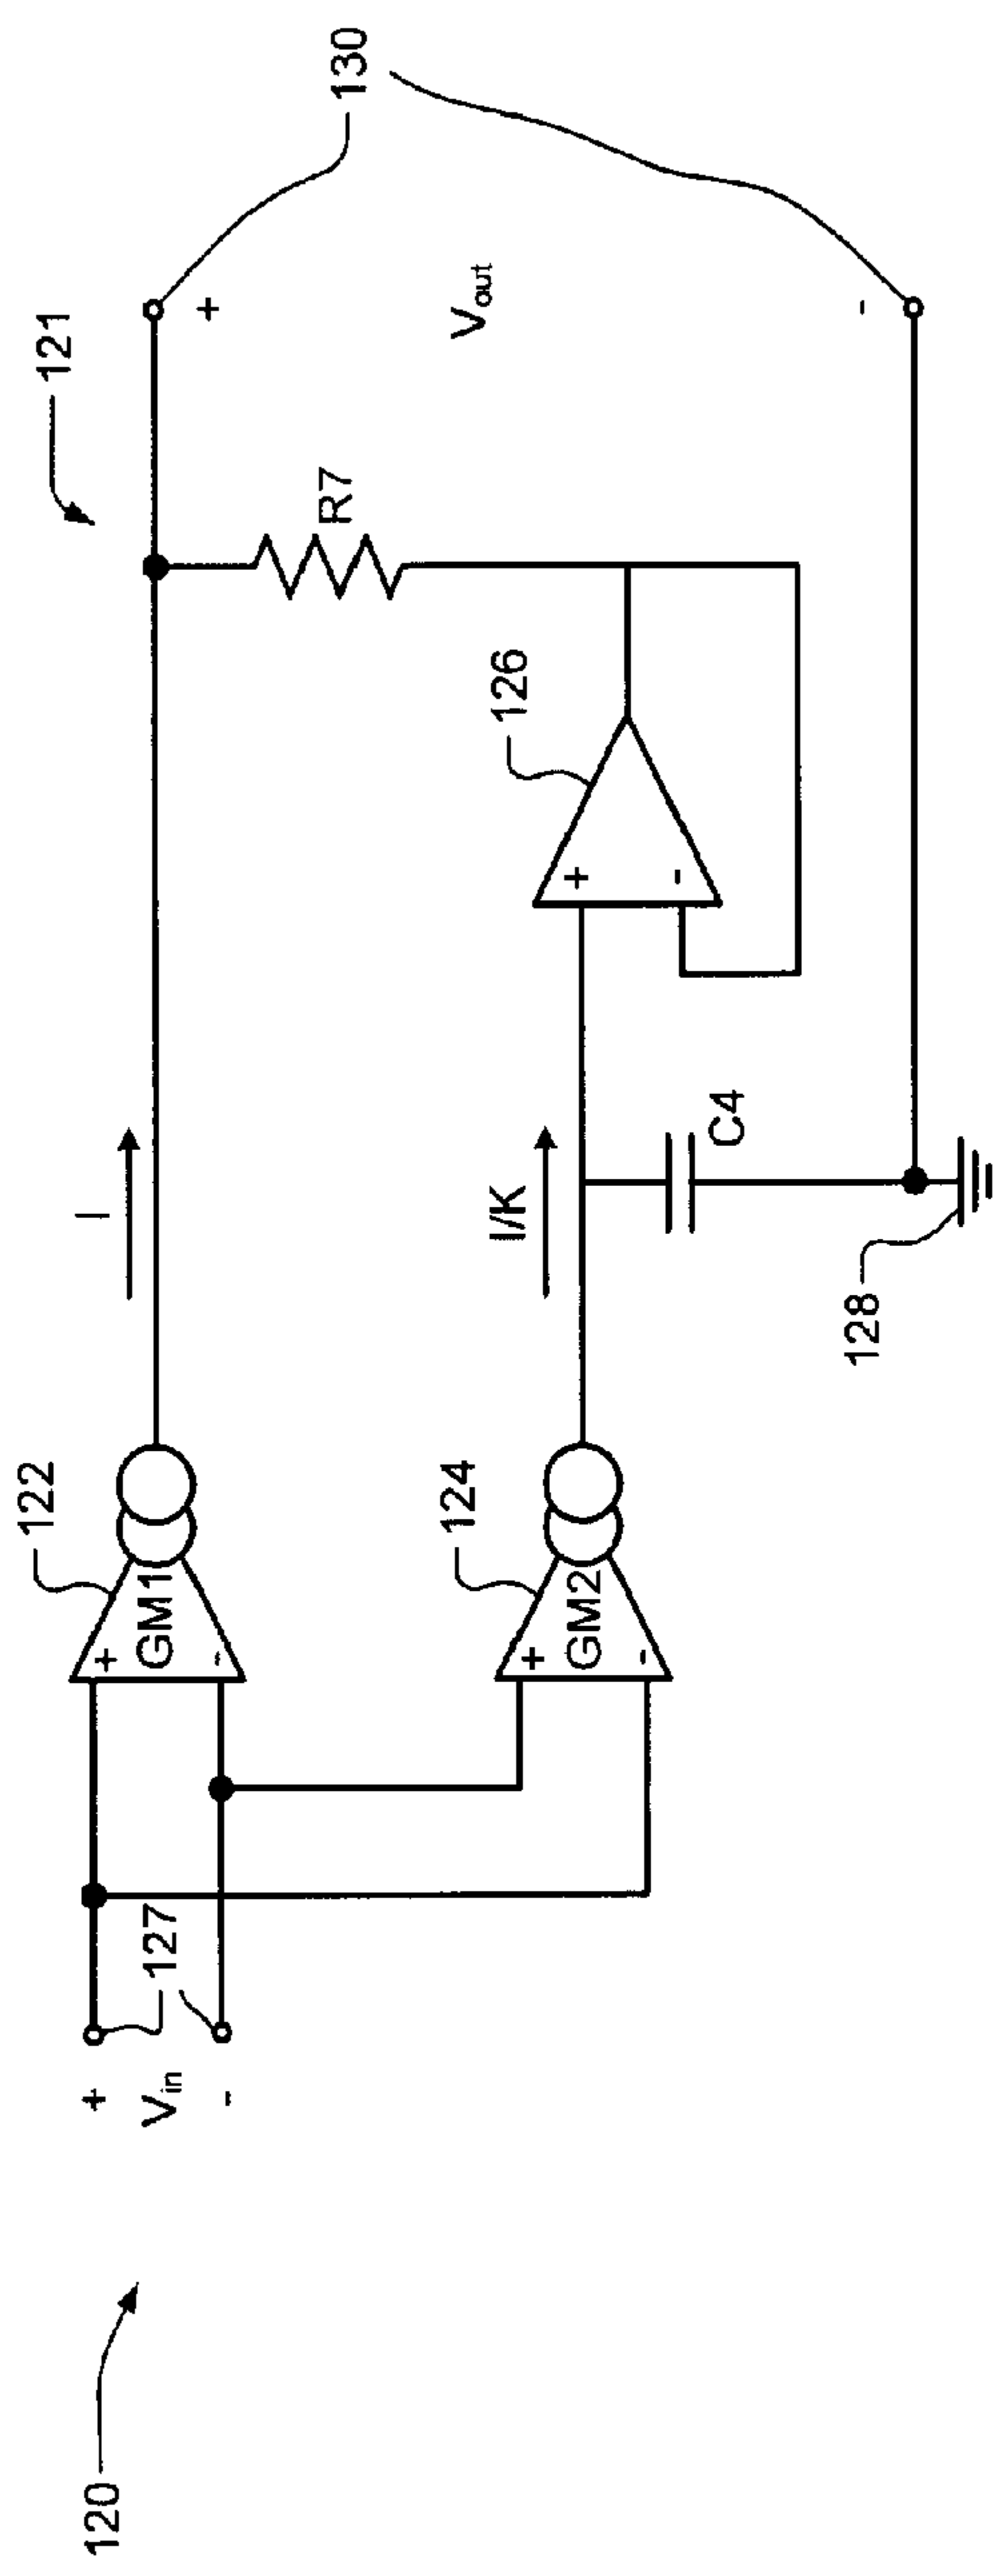 120
127
+
Vin
-
122
+
GM1
-
I
121
+
130
Vout
-
R7
124
+
GM2
-
I/K
126
+
-
C4
128